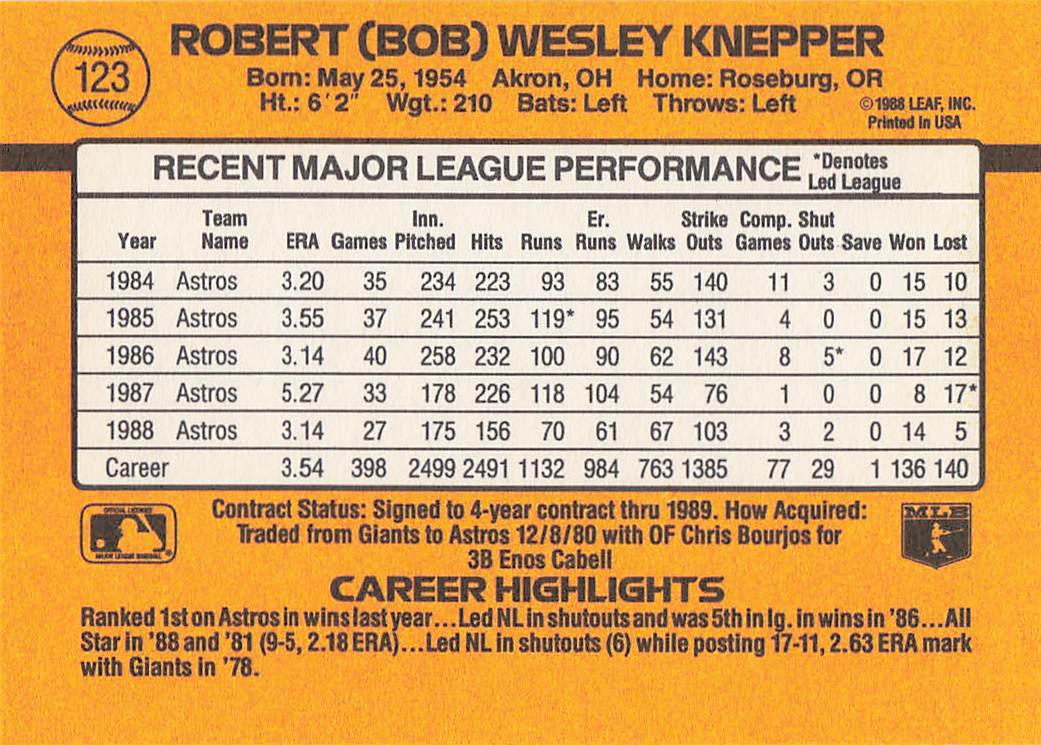 123
ROBERT (BOB) WESLEY KNEPPER
Born: May 25, 1954 Akron, OH Home: Roseburg, OR
Ht.: 6'2" Wgt.: 210 Bats: Left Throws: Left
©1988 LEAF, INC.
Printed in USA
RECENT MAJOR LEAGUE PERFORMANCE *Denotes
Led League
Team Inn. Er. Strike Comp. Shut
Year Name ERA Games Pitched Hits Runs Runs Walks Outs Games Outs Save Won Lost
1984 Astros 3.20 35 234 223 93 83 55 140 11 3 0 15 10
1985 Astros 3.55 37 241 253 119* 95 54 131 4 0 0 15 13
1986 Astros 3.14 40 258 232 100 90 62 143 8 5* 0 17 12
1987 Astros 5.27 33 178 226 118 104 54 76 1 0 0 8 17*
1988 Astros 3.14 27 175 156 70 61 67 103 3 2 0 14 5
Career 3.54 398 2499 2491 1132 984 763 1385 77 29 1 136 140
OFFICIAL LICENSEE
MAJOR LEAGUE BASEBALL
Contract Status: Signed to 4-year contract thru 1989. How Acquired:
Traded from Giants to Astros 12/8/80 with OF Chris Bourjos for
3B Enos Cabell
MLB
CAREER HIGHLIGHTS
Ranked 1st on Astros in wins last year...Led NL in shutouts and was 5th in lg. in wins in '86...All
Star in '88 and '81 (9-5, 2.18 ERA)...Led NL in shutouts (6) while posting 17-11, 2.63 ERA mark
with Giants in '78.